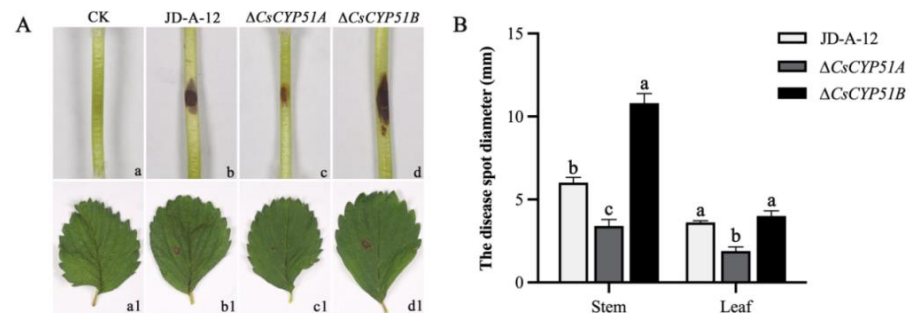 A
CK JD-A-12 ΔCsCYP51A ΔCsCYP51B
a b c d
a1 b1 c1 d1
B
The disease spot diameter (mm)
15
10
5
0
b c a a b a
Stem Leaf
JD-A-12
ΔCsCYP51A
ΔCsCYP51B